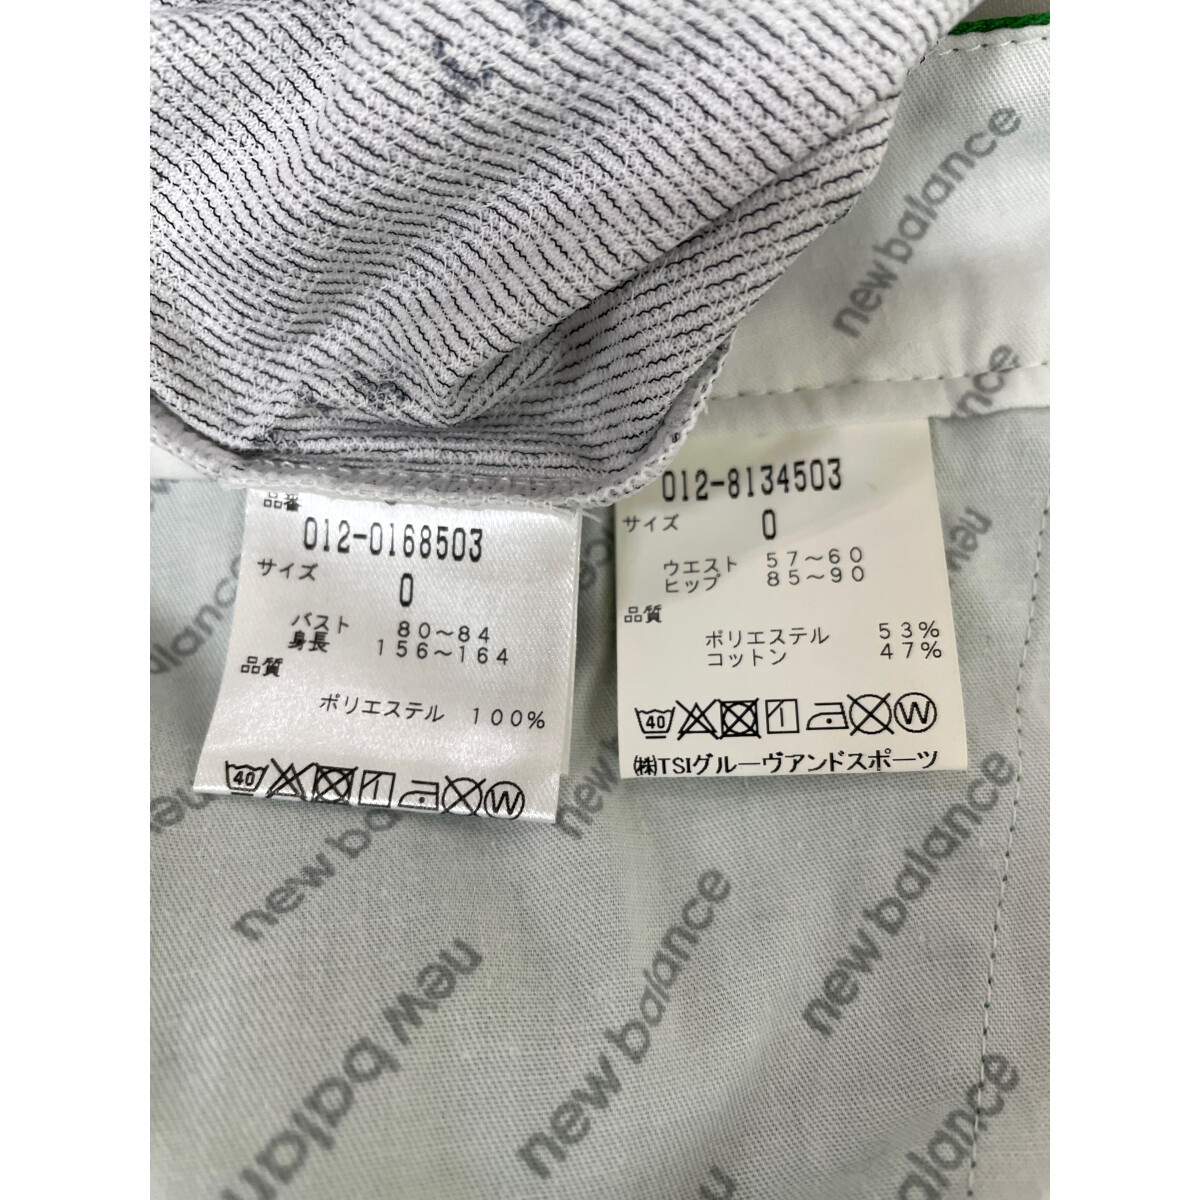 品番
012-0168503
サイズ
0
バスト 80～84
身長 156～164
品質
ポリエステル 100%
40
W
012-8134503
サイズ
0
ウエスト 57～60
ヒップ 85～90
品質
ポリエステル 53%
コットン 47%
40
W
㈱TSIグルーヴアンドスポーツ
new balance
new balance
new balance
new balance
new balance